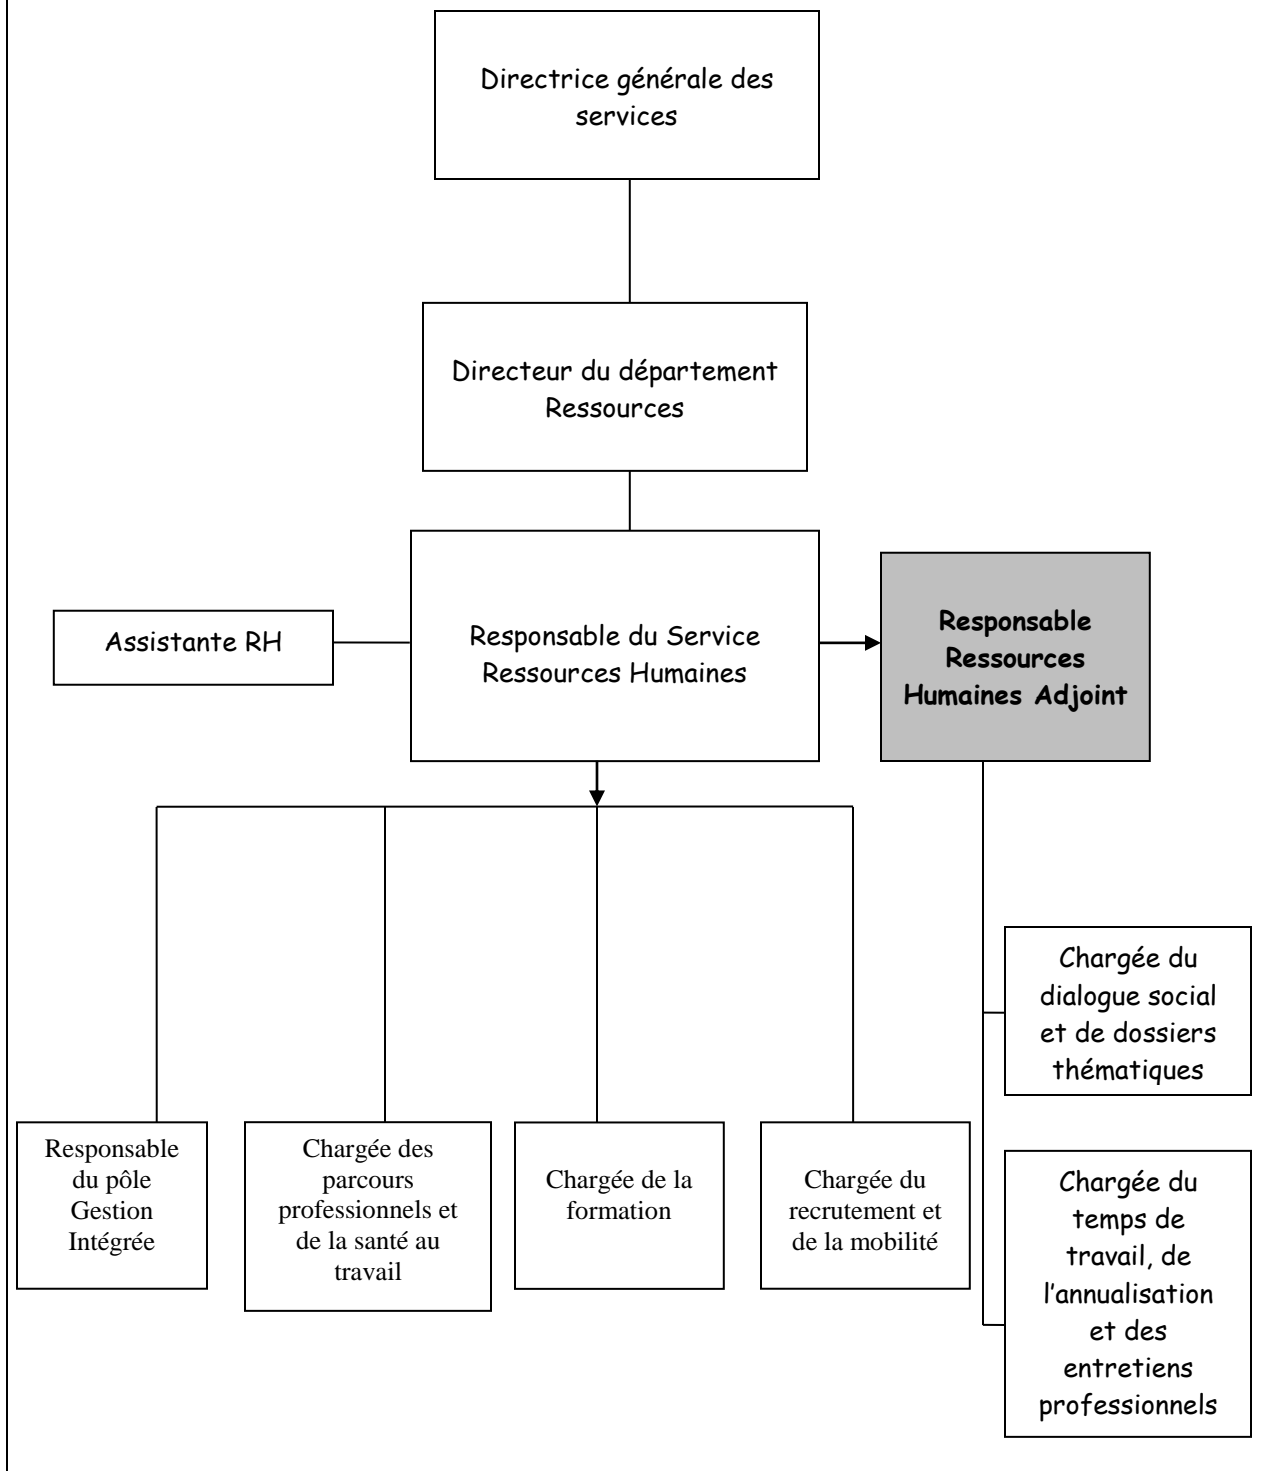 Directrice générale des
services
Directeur du département
Ressources
Assistante RH
Responsable du Service
Ressources Humaines
Responsable
Ressources
Humaines Adjoint
Chargée du
dialogue social
et de dossiers
thématiques
Responsable
du pôle
Gestion
Intégrée
Chargée des
parcours
professionnels et
de la santé au
travail
Chargée de la
formation
Chargée du
recrutement et
de la mobilité
Chargée du
temps de
travail, de
l'annualisation
et des
entretiens
professionnels